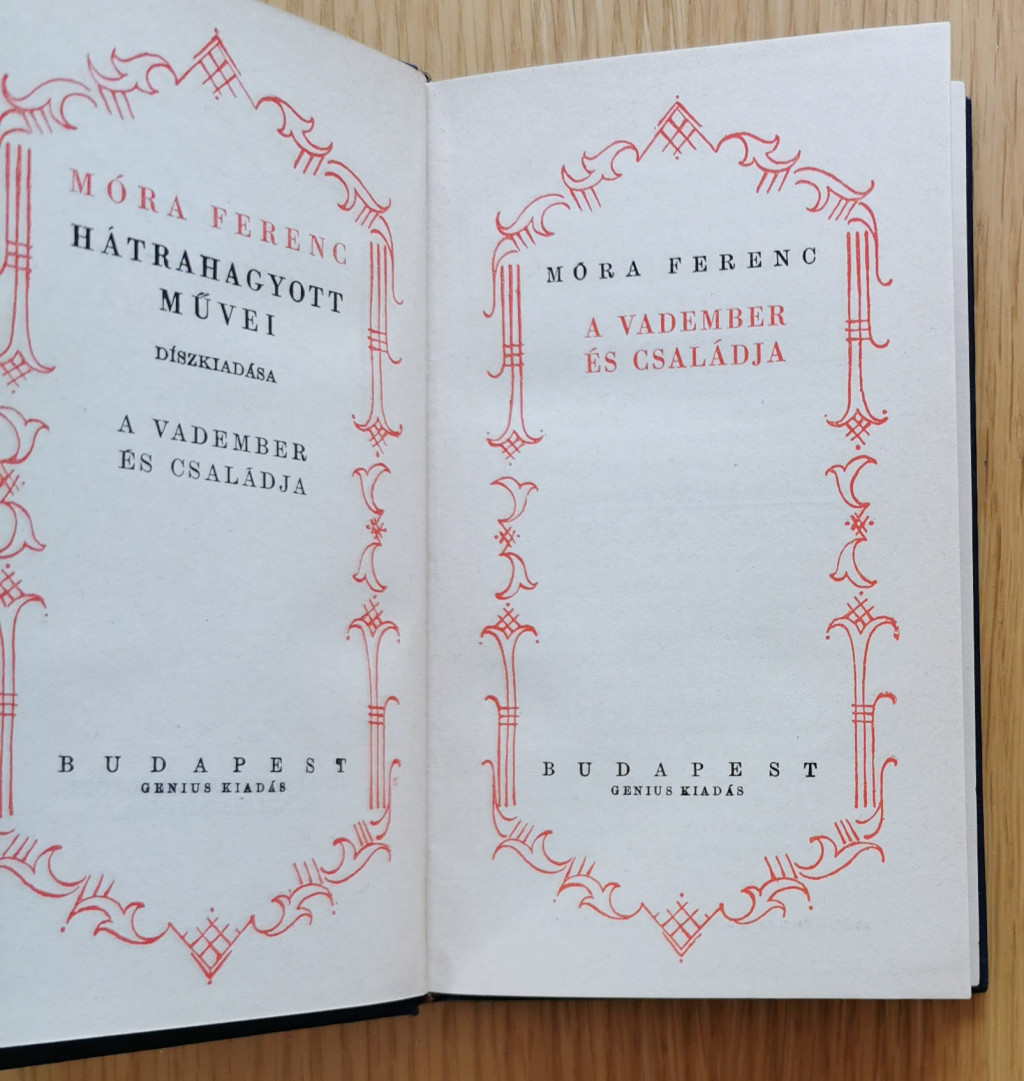 MÓRA FERENC
HÁTRAHAGYOTT
MŰVEI
DÍSZKIADÁSA
A VADEMBER
ÉS CSALÁDJA
BUDAPEST
GENIUS KIADÁS
MÓRA FERENC
A VADEMBER
ÉS CSALÁDJA
BUDAPEST
GENIUS KIADÁS